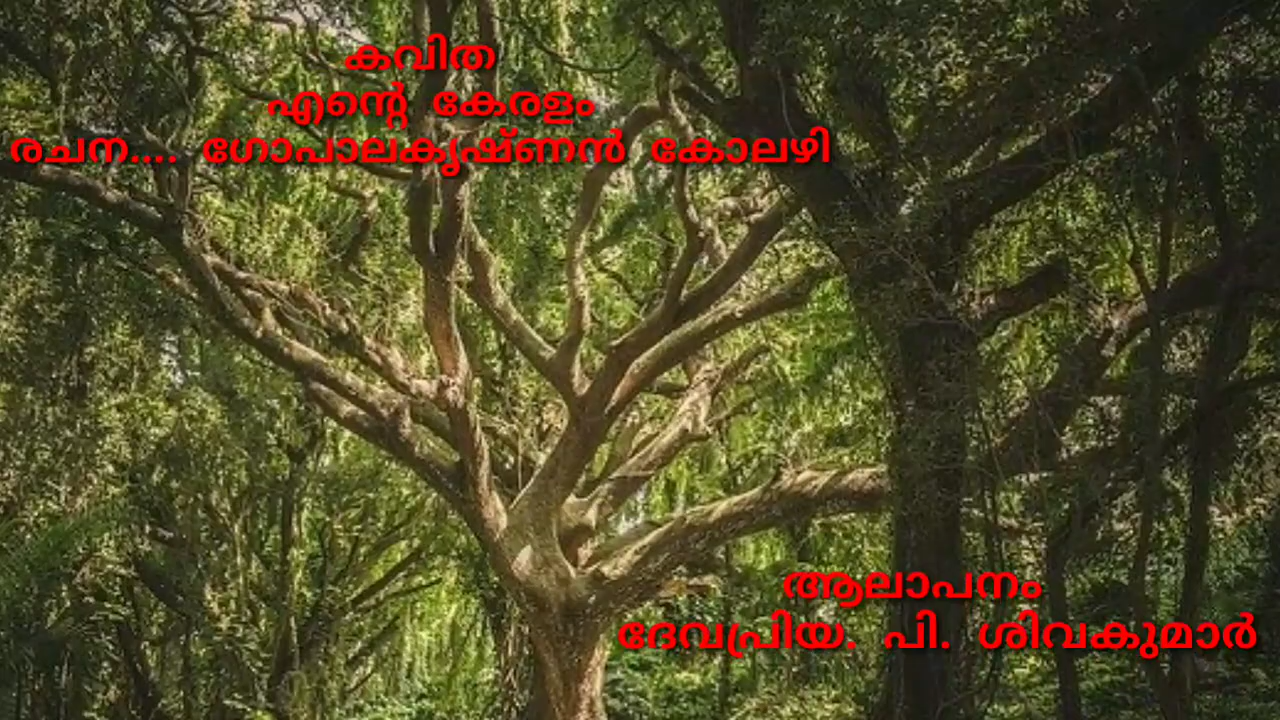 കവിത
എന്റെ കേരളം
രചന.... ഗോപാലകൃഷ്ണൻ കോലഴി
ആലാപനം
ദേവപ്രിയ. പി. ശിവകുമാർ